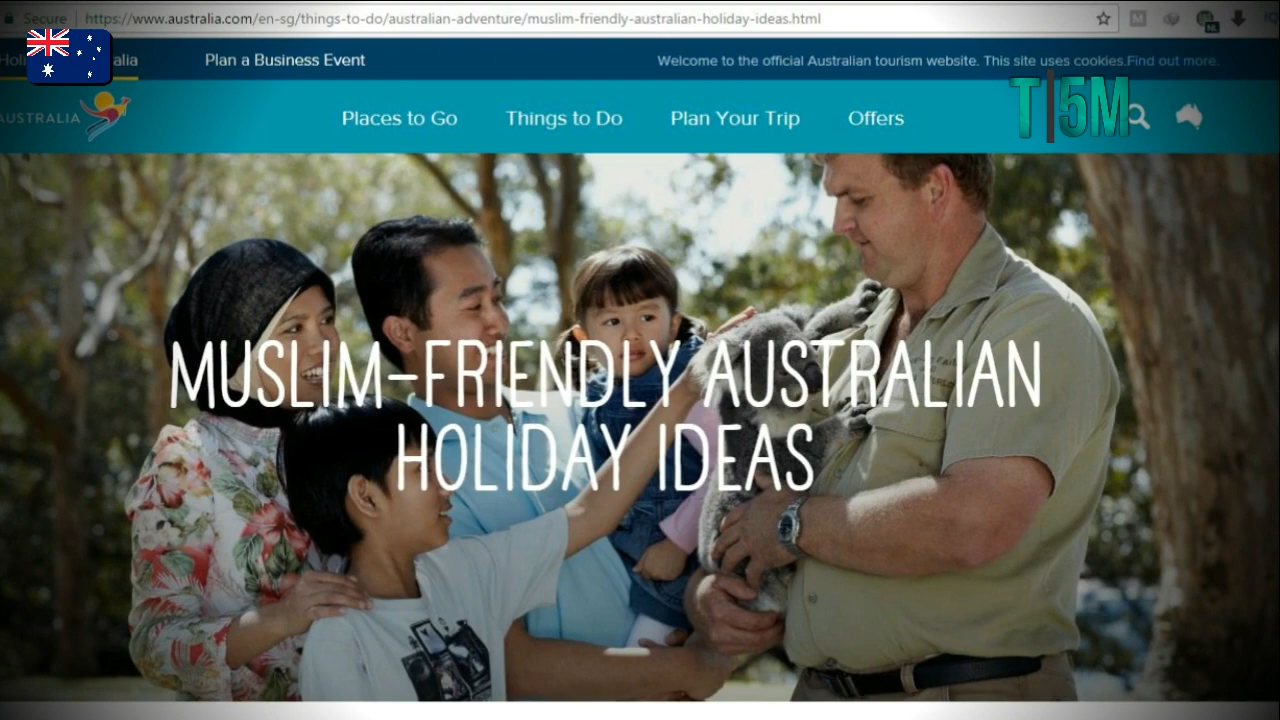 Secure https://www.australia.com/en-sg/things-to-do/australian-adventure/muslim-friendly-australian-holiday-ideas.html
Plan a Business Event
Welcome to the official Australian tourism website. This site uses cookies. Find out more.
AUSTRALIA
Places to Go
Things to Do
Plan Your Trip
Offers
T|5M
MUSLIM-FRIENDLY AUSTRALIAN
HOLIDAY IDEAS